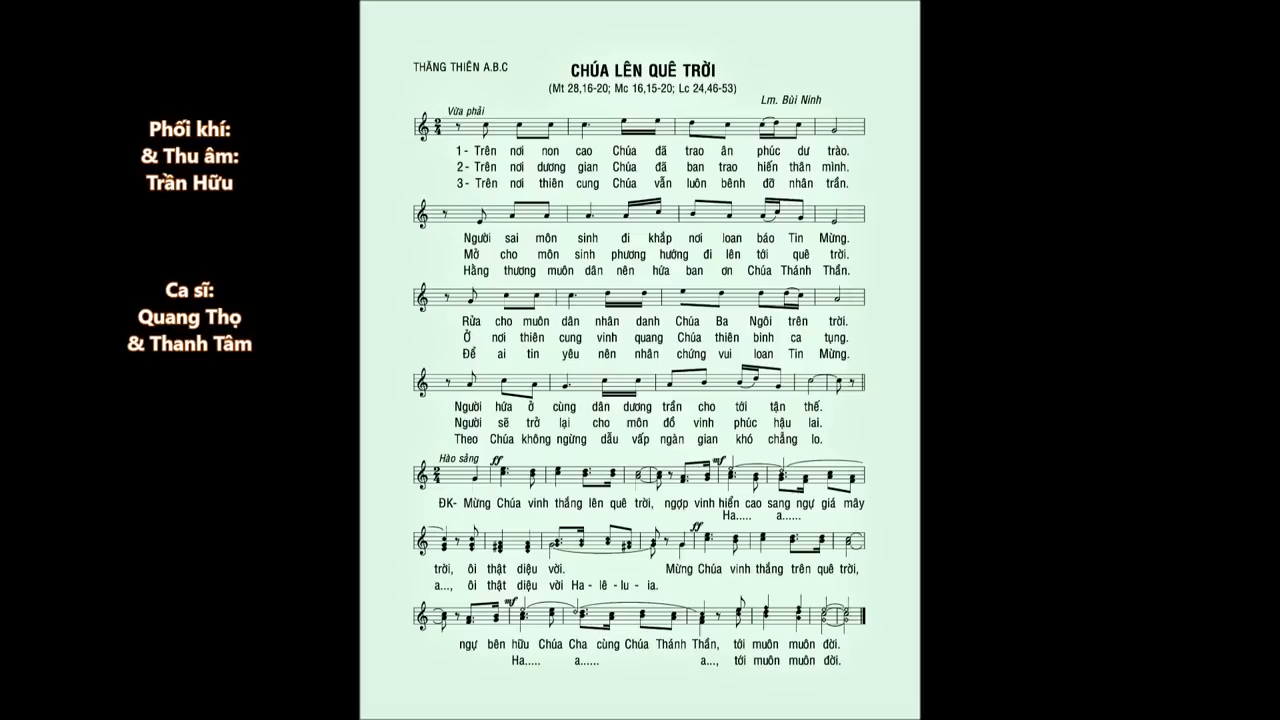 Phối khí:
& Thu âm:
Trần Hữu
Ca sĩ:
Quang Thọ
& Thanh Tâm
THĂNG THIÊN A.B.C
CHÚA LÊN QUÊ TRỜI
(Mt 28,16-20; Mc 16,15-20; Lc 24,46-53)
Lm. Bùi Ninh
Vừa phải
1- Trên nơi non cao Chúa đã trao ân phúc dư trào.
2- Trên nơi dương gian Chúa đã ban trao hiến thân mình.
3- Trên nơi thiên cung Chúa vẫn luôn bênh đỡ nhân trần.
Người sai môn sinh đi khắp nơi loan báo Tin Mừng.
Mở cho môn sinh phương hướng đi lên tới quê trời.
Hằng thương muôn dân nên hứa ban ơn Chúa Thánh Thần.
Rửa cho muôn dân nhân danh Chúa Ba Ngôi trên trời.
Ở nơi thiên cung vinh quang Chúa thiên binh ca tụng.
Để ai tin yêu nên nhân chứng vui loan Tin Mừng.
Người hứa ở cùng dân dương trần cho tới tận thế.
Người sẽ trở lại cho môn đồ vinh phúc hậu lai.
Theo Chúa không ngừng dẫu vấp ngàn gian khó chẳng lo.
Hào sảng ff mf
ĐK- Mừng Chúa vinh thắng lên quê trời, ngợp vinh hiển cao sang ngự giá mây
Ha..... a......
ff
trời, ôi thật diệu vời. Mừng Chúa vinh thắng trên quê trời,
a..., ôi thật diệu vời Ha - lê - lu - ia.
mf
ngự bên hữu Chúa Cha cùng Chúa Thánh Thần, tới muôn muôn đời.
Ha..... a...... a..., tới muôn muôn đời.